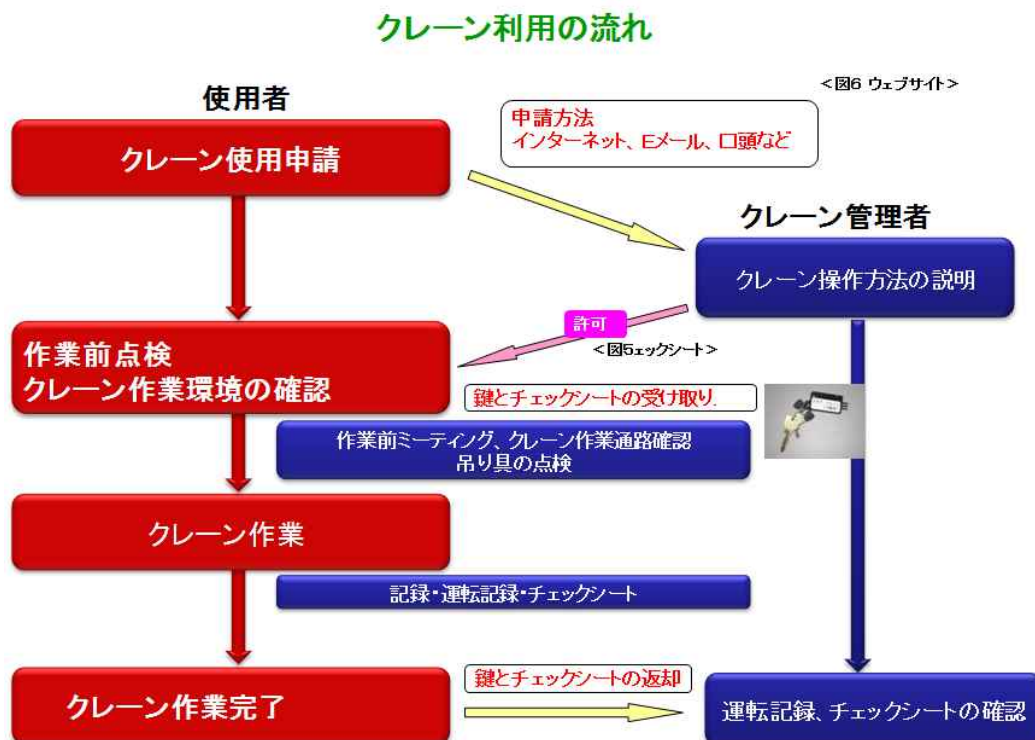 クレーン利用の流れ
<図6 ウェブサイト>
使用者
申請方法
インターネット、Eメール、口頭など
クレーン使用申請
クレーン管理者
クレーン操作方法の説明
許可
<図5ェックシート>
作業前点検
クレーン作業環境の確認
鍵とチェックシートの受け取り.
作業前ミーティング、クレーン作業通路確認
吊り具の点検
クレーン作業
記録・運転記録・チェックシート
鍵とチェックシートの返却
クレーン作業完了
運転記録、チェックシートの確認